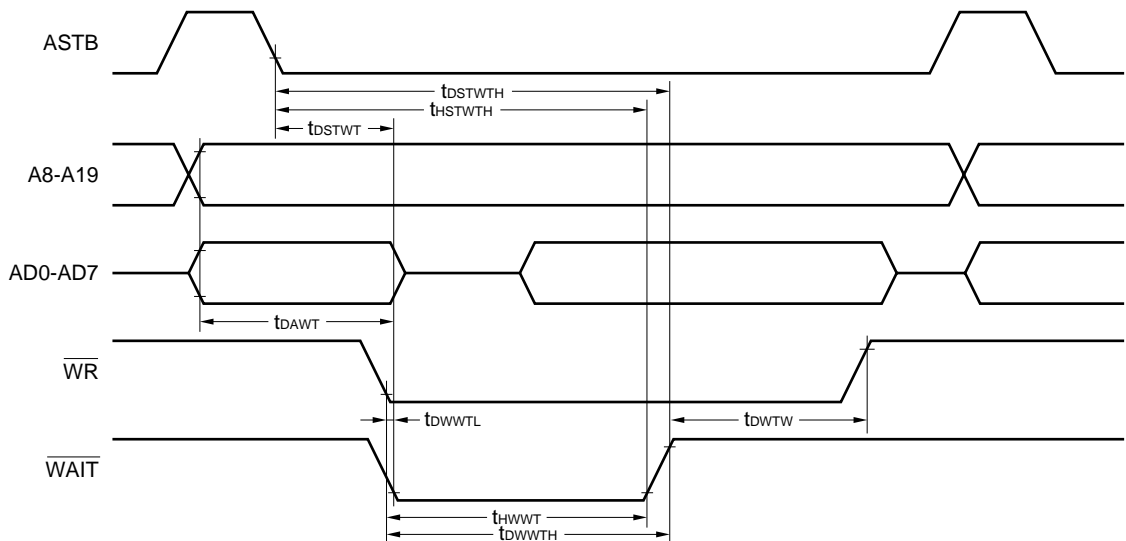 ASTB
tDSTWTH
tHSTWTH
tDSTWT
A8-A19
AD0-AD7
tDAWT
WR
tDWWTL
tDWTW
WAIT
tHWWT
tDWWTH